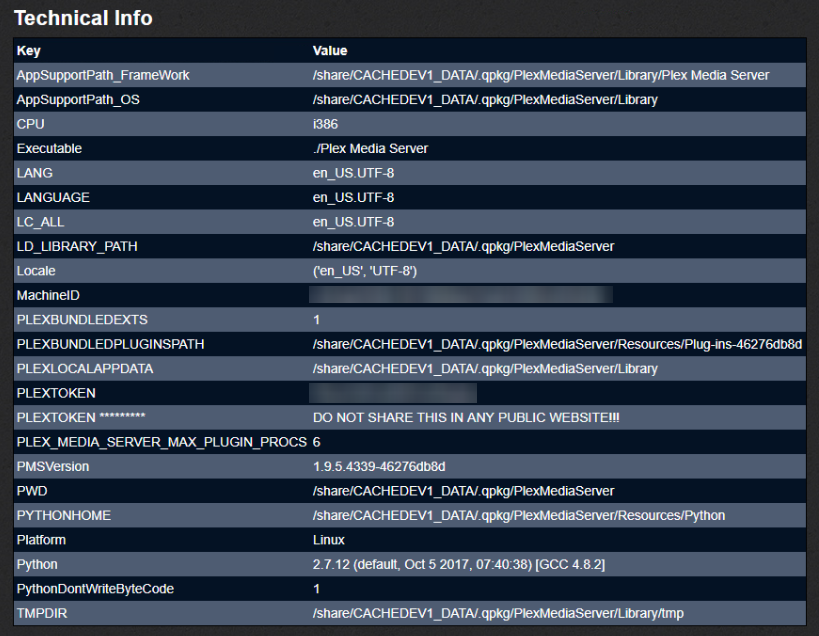 Technical Info
Key Value
AppSupportPath_FrameWork /share/CACHEDEV1_DATA/.qpkg/PlexMediaServer/Library/Plex Media Server
AppSupportPath_OS /share/CACHEDEV1_DATA/.qpkg/PlexMediaServer/Library
CPU i386
Executable ./Plex Media Server
LANG en_US.UTF-8
LANGUAGE en_US.UTF-8
LC_ALL en_US.UTF-8
LD_LIBRARY_PATH /share/CACHEDEV1_DATA/.qpkg/PlexMediaServer
Locale ('en_US', 'UTF-8')
MachineID
PLEXBUNDLEDEXTS 1
PLEXBUNDLEDPLUGINSPATH /share/CACHEDEV1_DATA/.qpkg/PlexMediaServer/Resources/Plug-ins-46276db8d
PLEXLOCALAPPDATA /share/CACHEDEV1_DATA/.qpkg/PlexMediaServer/Library
PLEXTOKEN
PLEXTOKEN ********* DO NOT SHARE THIS IN ANY PUBLIC WEBSITE!!!
PLEX_MEDIA_SERVER_MAX_PLUGIN_PROCS 6
PMSVersion 1.9.5.4339-46276db8d
PWD /share/CACHEDEV1_DATA/.qpkg/PlexMediaServer
PYTHONHOME /share/CACHEDEV1_DATA/.qpkg/PlexMediaServer/Resources/Python
Platform Linux
Python 2.7.12 (default, Oct 5 2017, 07:40:38) [GCC 4.8.2]
PythonDontWriteByteCode 1
TMPDIR /share/CACHEDEV1_DATA/.qpkg/PlexMediaServer/Library/tmp